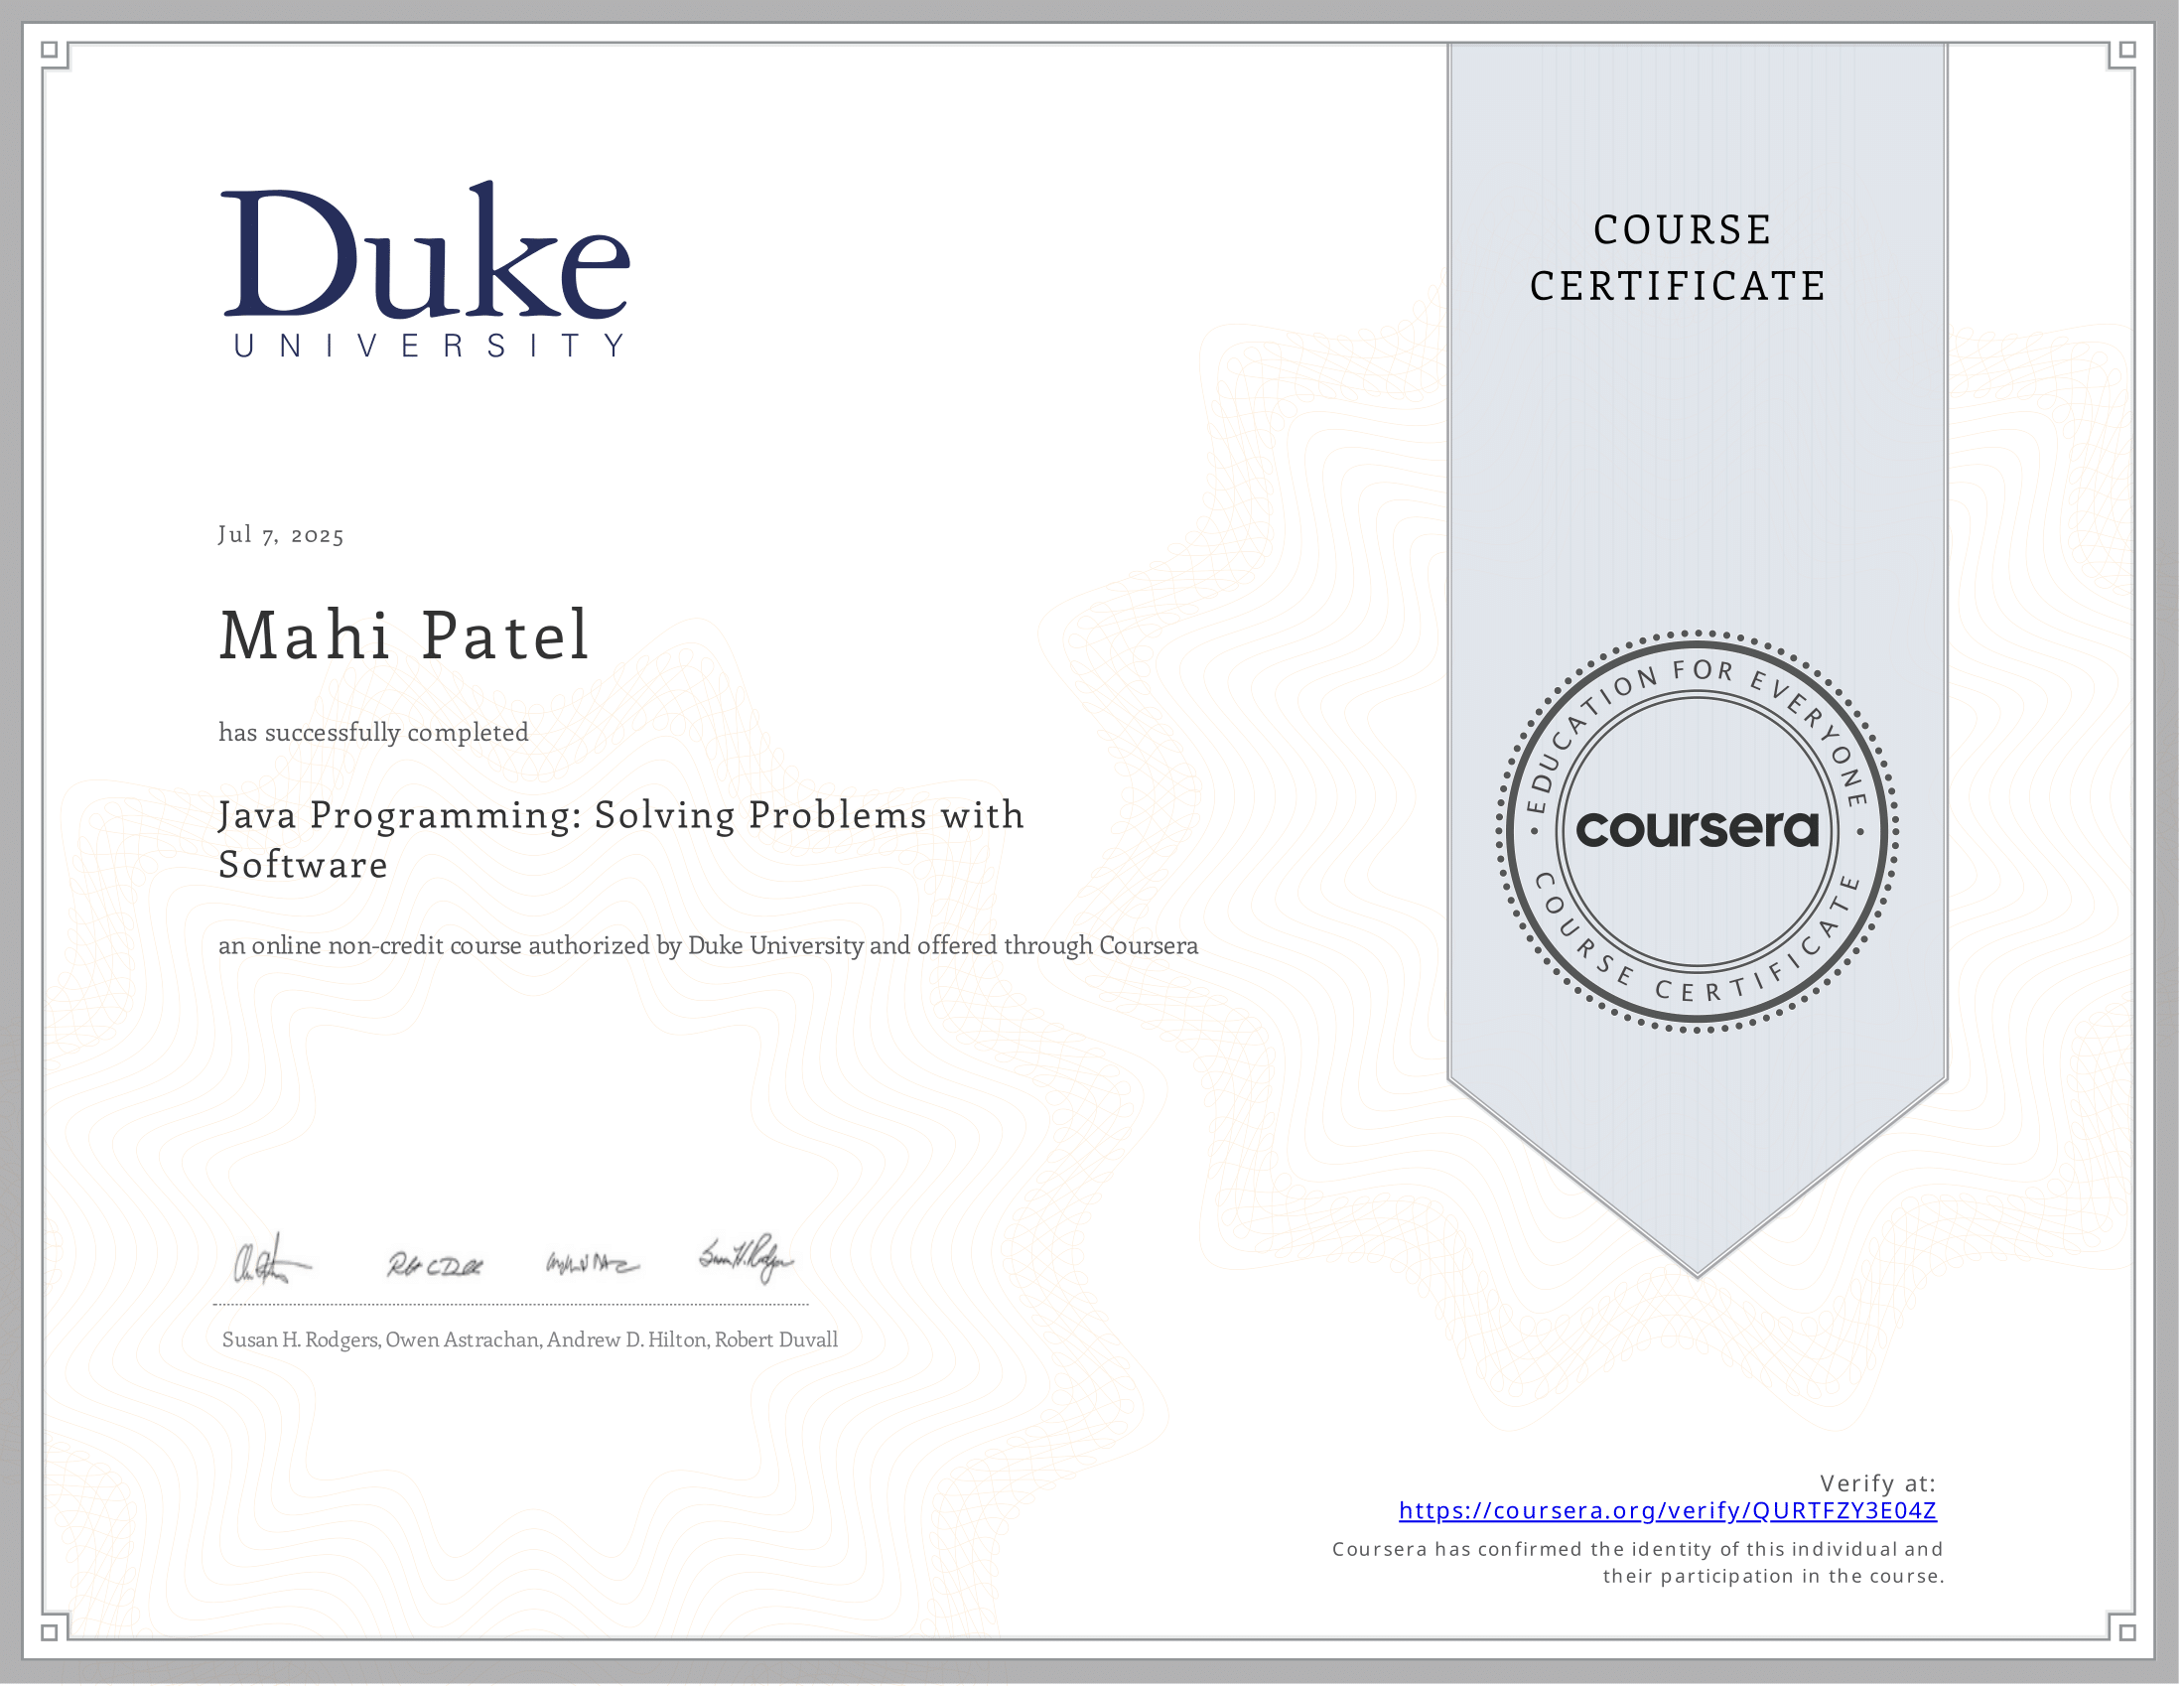 Duke
UNIVERSITY
COURSE
CERTIFICATE
Jul 7, 2025
Mahi Patel
has successfully completed
Java Programming: Solving Problems with
Software
an online non-credit course authorized by Duke University and offered through Coursera
EDUCATION FOR EVERYONE
coursera
COURSE CERTIFICATE
Susan H. Rodgers, Owen Astrachan, Andrew D. Hilton, Robert Duvall
Verify at:
https://coursera.org/verify/QURTFZY3E04Z
Coursera has confirmed the identity of this individual and
their participation in the course.